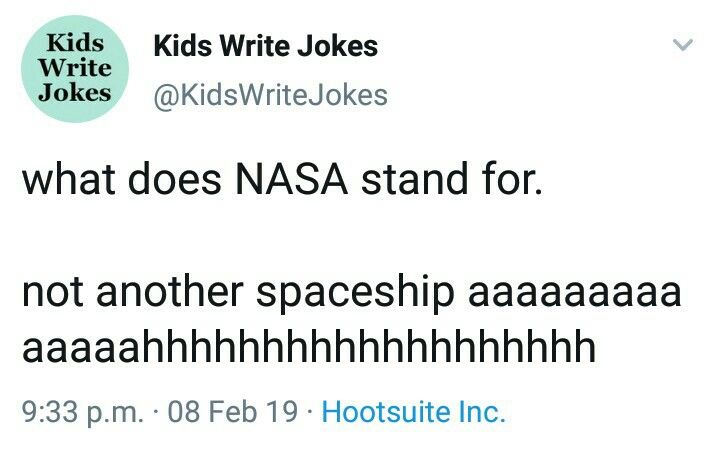 Kids
Write
Jokes
Kids Write Jokes
@KidsWriteJokes
what does NASA stand for.
not another spaceship aaaaaaaaa
aaaaahhhhhhhhhhhhhhhhhhh
9:33 p.m. · 08 Feb 19 · Hootsuite Inc.